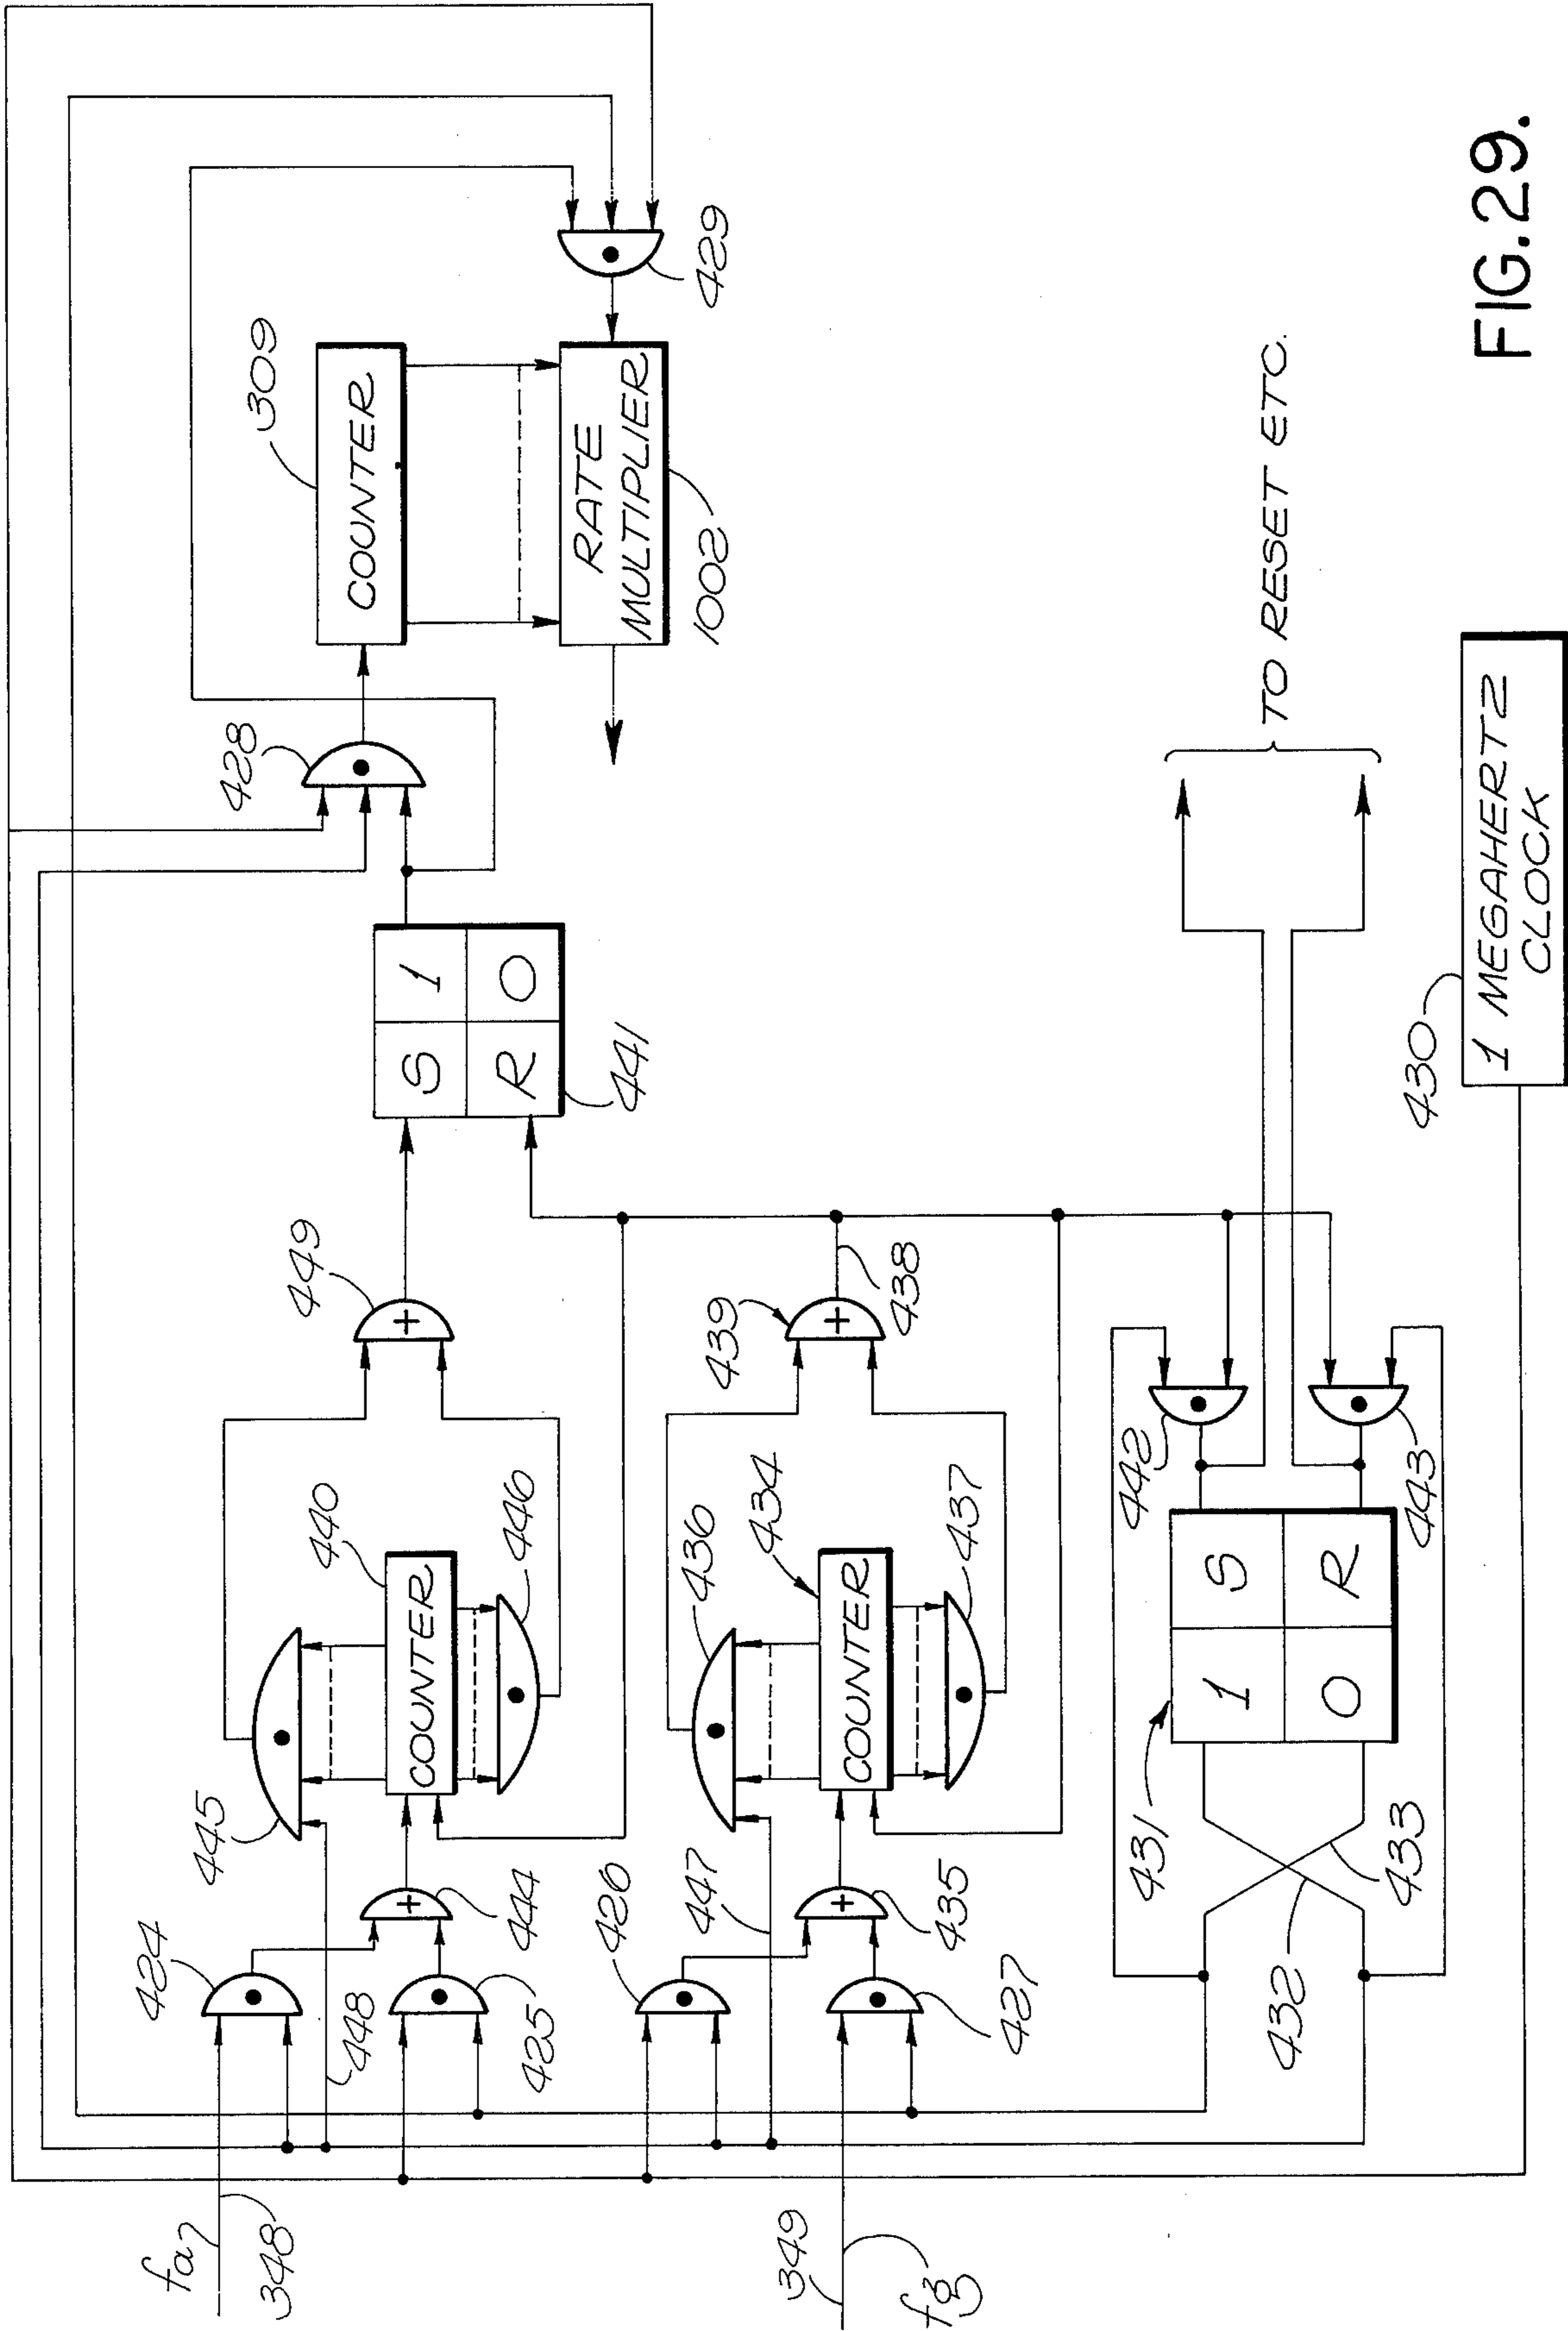 fa
348
424
448
425
445
444
440
COUNTER
446
449
S 1
R 0
441
428
309
COUNTER
RATE
MULTIPLIER
1002
429
349
fg
426
447
427
435
436
434
COUNTER
437
439
438
431
432
433
1 S
0 R
442
443
TO RESET ETC.
430
1 MEGAHERTZ
CLOCK
FIG.29.